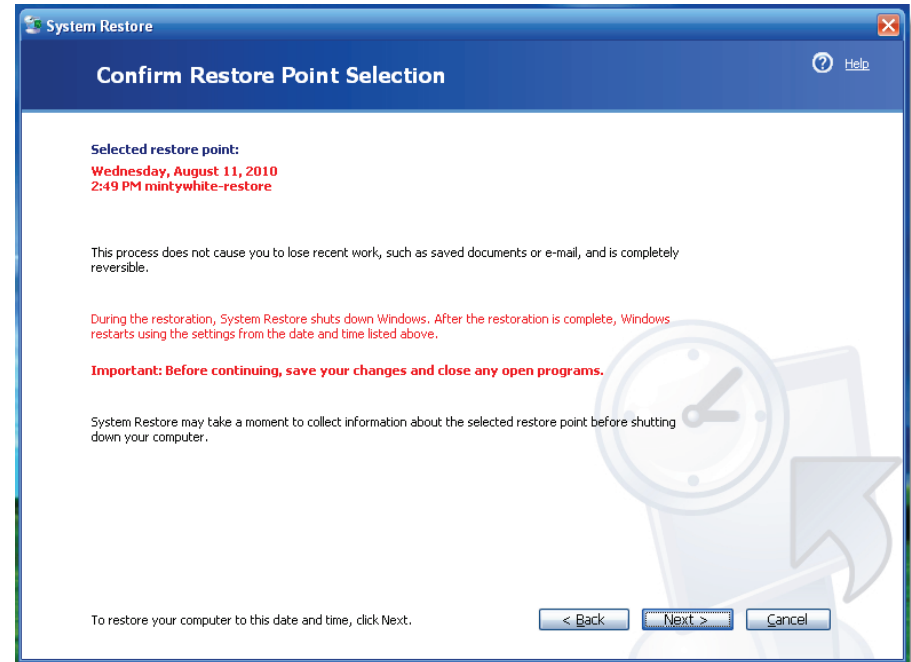 System Restore
Confirm Restore Point Selection
Help
Selected restore point:
Wednesday, August 11, 2010
2:49 PM mintywhite-restore
This process does not cause you to lose recent work, such as saved documents or e-mail, and is completely
reversible.
During the restoration, System Restore shuts down Windows. After the restoration is complete, Windows
restarts using the settings from the date and time listed above.
Important: Before continuing, save your changes and close any open programs.
System Restore may take a moment to collect information about the selected restore point before shutting
down your computer.
To restore your computer to this date and time, click Next.
< Back
Next >
Cancel